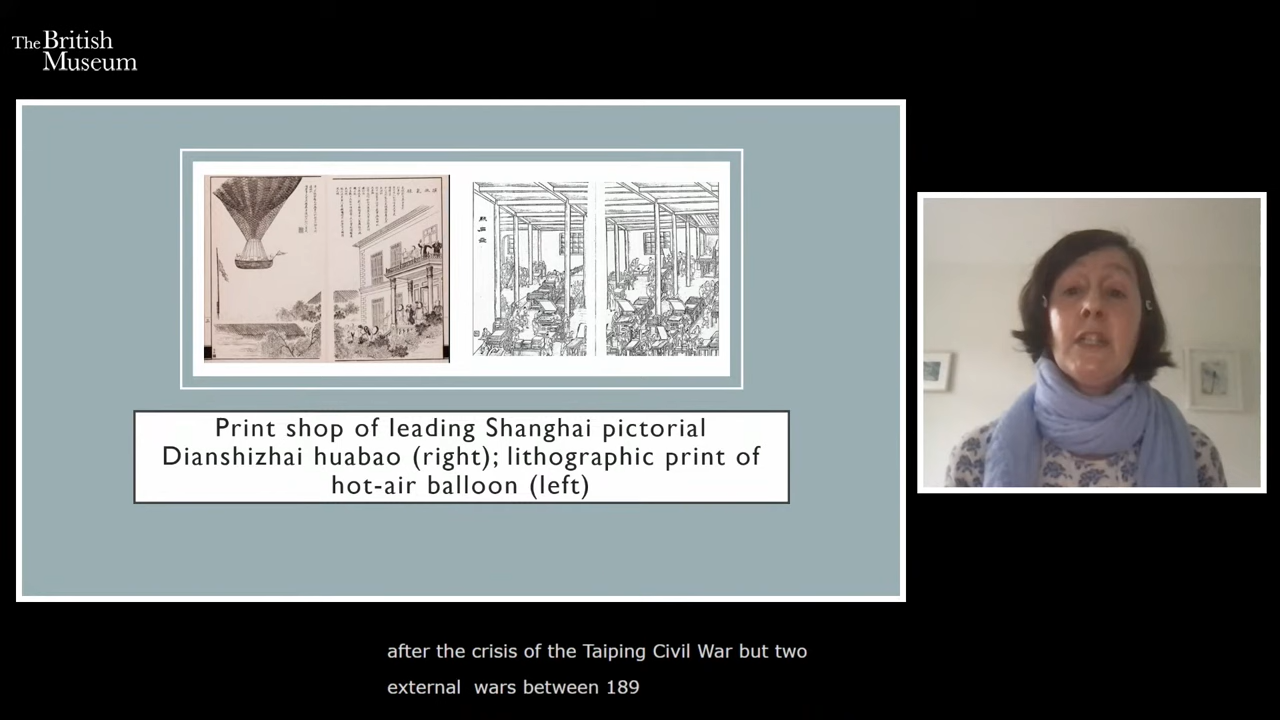 The British
Museum
Print shop of leading Shanghai pictorial
Dianshizhai huabao (right); lithographic print of
hot-air balloon (left)
after the crisis of the Taiping Civil War but two
external wars between 189